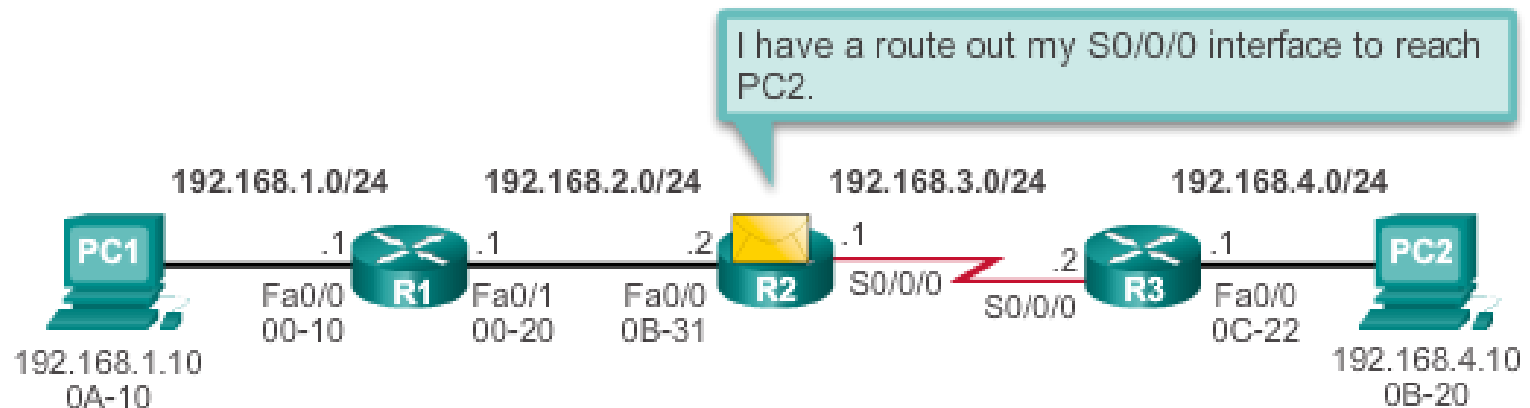 I have a route out my S0/0/0 interface to reach
PC2.
192.168.1.0/24 192.168.2.0/24 192.168.3.0/24 192.168.4.0/24
PC1 .1 R1 .1 .2 R2 .1 .2 R3 .1 PC2
Fa0/0 Fa0/1 Fa0/0 S0/0/0 S0/0/0 Fa0/0
00-10 00-20 0B-31 0C-22
192.168.1.10 192.168.4.10
0A-10 0B-20